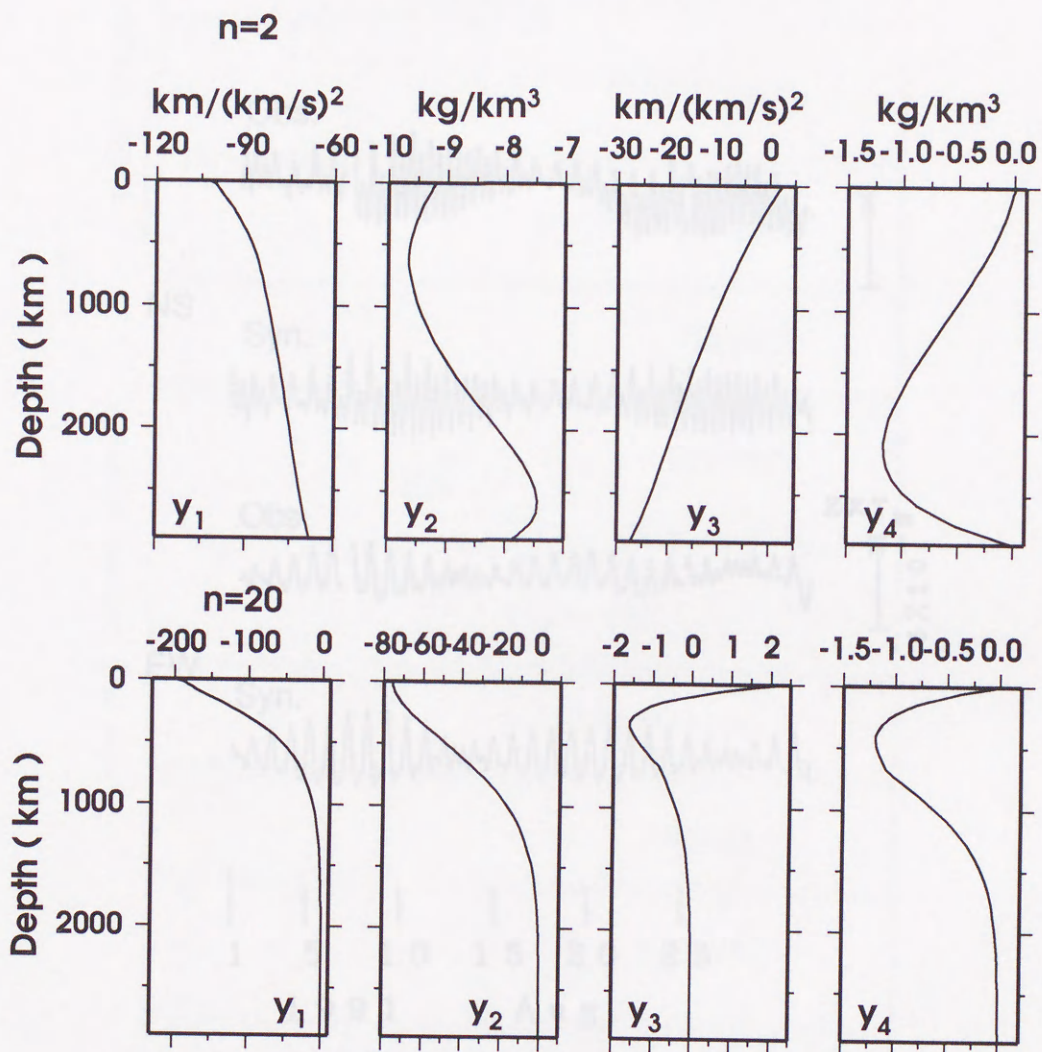 n=2
km/(km/s)2 kg/km3 km/(km/s)2 kg/km3
-120 -90 -60 -10 -9 -8 -7 -30 -20 -10 0 -1.5 -1.0 -0.5 0.0
0
1000
2000
Depth ( km )
y1 y2 y3 y4
n=20
-200 -100 0 -80 -60 -40 -20 0 -2 -1 0 1 2 -1.5 -1.0 -0.5 0.0
0
1000
2000
Depth ( km )
y1 y2 y3 y4